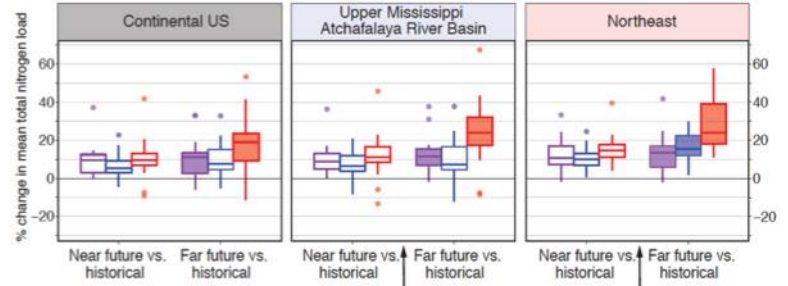 Continental US
Upper Mississippi
Atchafalaya River Basin
Northeast
% change in mean total nitrogen load
60
40
20
0
−20
60
40
20
0
−20
Near future vs.
historical
Far future vs.
historical
Near future vs.
historical
Far future vs.
historical
Near future vs.
historical
Far future vs.
historical